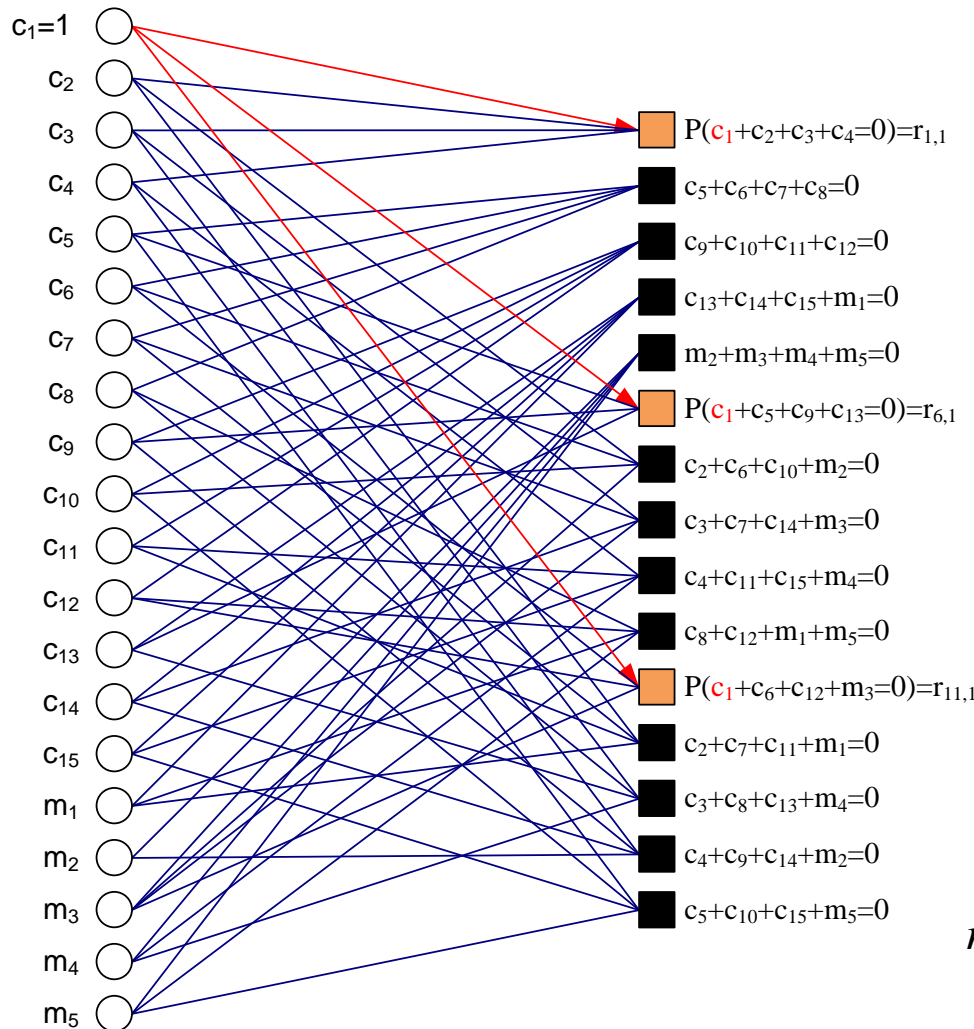 c₁=1
c₂
c₃
c₄
c₅
c₆
c₇
c₈
c₉
c₁₀
c₁₁
c₁₂
c₁₃
c₁₄
c₁₅
m₁
m₂
m₃
m₄
m₅
P(c₁+c₂+c₃+c₄=0)=r₁,₁
c₅+c₆+c₇+c₈=0
c₉+c₁₀+c₁₁+c₁₂=0
c₁₃+c₁₄+c₁₅+m₁=0
m₂+m₃+m₄+m₅=0
P(c₁+c₅+c₉+c₁₃=0)=r₆,₁
c₂+c₆+c₁₀+m₂=0
c₃+c₇+c₁₄+m₃=0
c₄+c₁₁+c₁₅+m₄=0
c₈+c₁₂+m₁+m₅=0
P(c₁+c₆+c₁₂+m₃=0)=r₁₁,₁
c₂+c₇+c₁₁+m₁=0
c₃+c₈+c₁₃+m₄=0
c₄+c₉+c₁₄+m₂=0
c₅+c₁₀+c₁₅+m₅=0